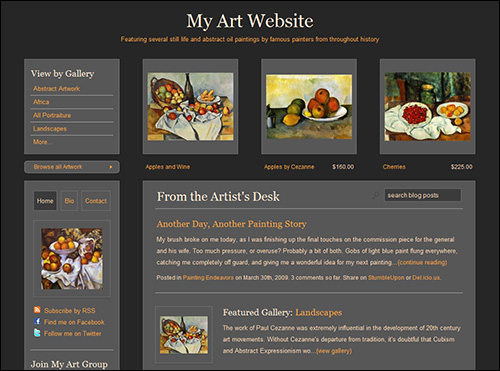 My Art Website
Featuring several still life and abstract oil paintings by famous painters from throughout history
View by Gallery
Abstract Artwork
Africa
All Portraiture
Landscapes
More...
Browse all Artwork
Apples and Wine
Apples by Cezanne $160.00
Cherries $225.00
Home Bio Contact
Subscribe by RSS
Find me on Facebook
Follow me on Twitter
Join My Art Group
From the Artist's Desk
search blog posts
Another Day, Another Painting Story
My brush broke on me today, as I was finishing up the final touches on the commission piece for the general
and his wife. Too much pressure, or overuse? Probably a bit of both. Gobs of light blue paint flung everywhere,
catching me completely off guard, and giving me a wonderful idea for my next painting...(continue reading)
Posted in Painting Endeavors on March 30th, 2009. 3 comments so far. Share on StumbleUpon or Del.icio.us.
Featured Gallery: Landscapes
The work of Paul Cezanne was extremely influential in the development of 20th century
art movements. Without Cezanne's departure from tradition, it's doubtful that Cubism
and Abstract Expressionism wo...(view gallery)